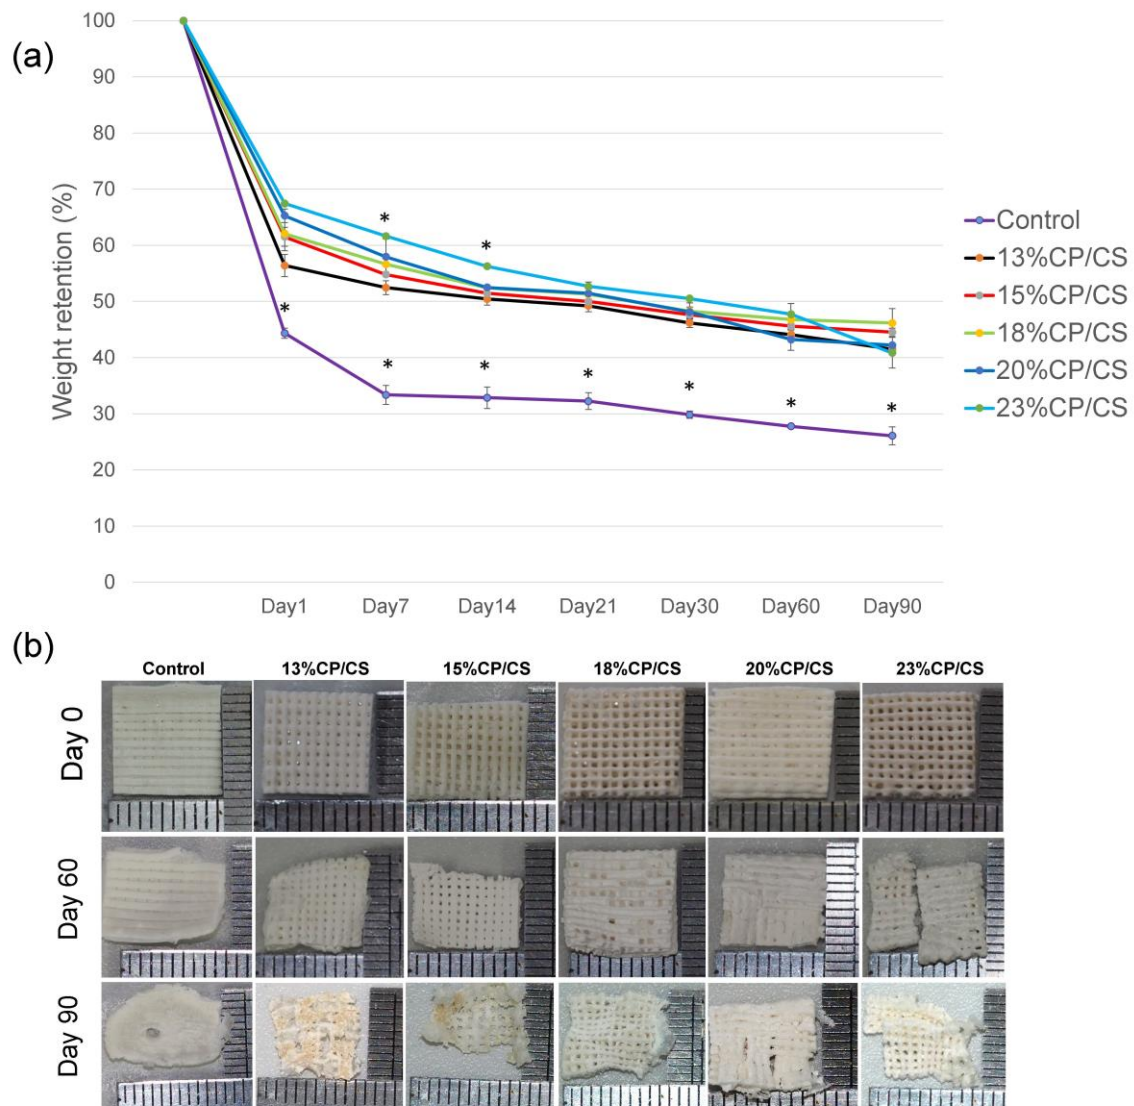 (a)
Weight retention (%)
100
90
80
70
60
50
40
30
20
10
0
*
*
*
*
*
*
*
*
*
Day1 Day7 Day14 Day21 Day30 Day60 Day90
Control
13%CP/CS
15%CP/CS
18%CP/CS
20%CP/CS
23%CP/CS
(b)
Control 13%CP/CS 15%CP/CS 18%CP/CS 20%CP/CS 23%CP/CS
Day 0
Day 60
Day 90